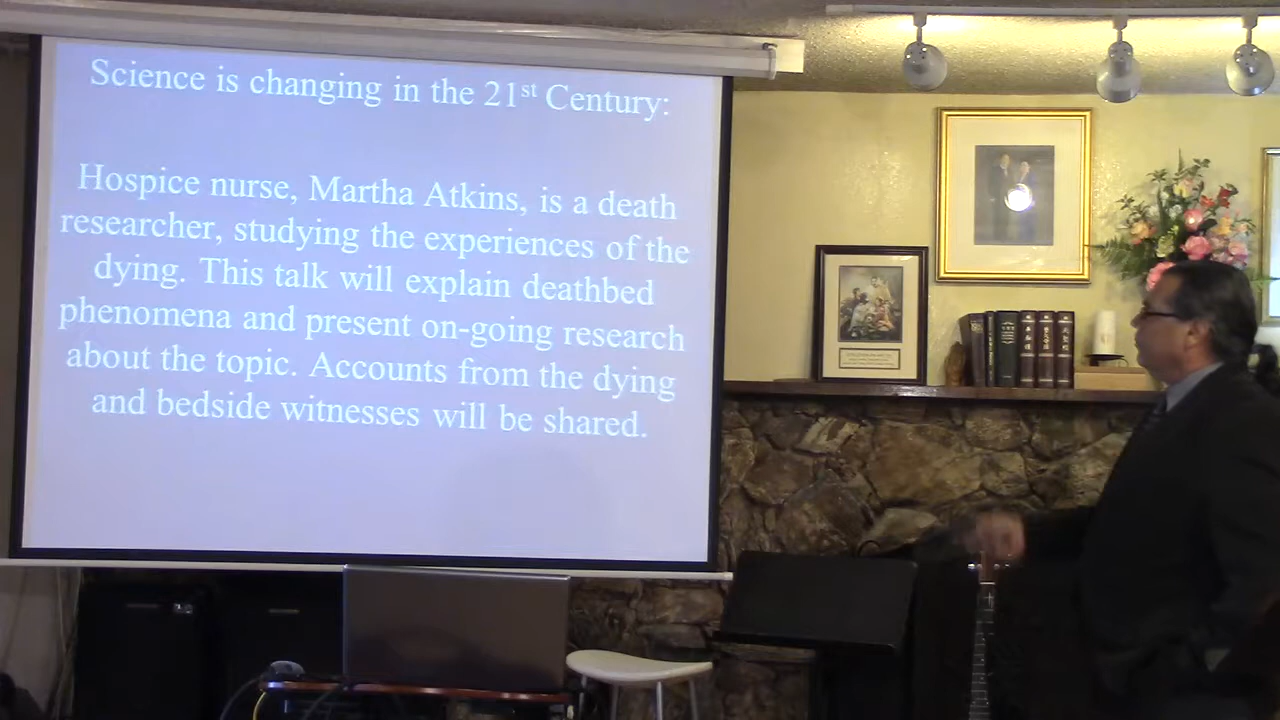 Science is changing in the 21st Century:
Hospice nurse, Martha Atkins, is a death
researcher, studying the experiences of the
dying. This talk will explain deathbed
phenomena and present on-going research
about the topic. Accounts from the dying
and bedside witnesses will be shared.